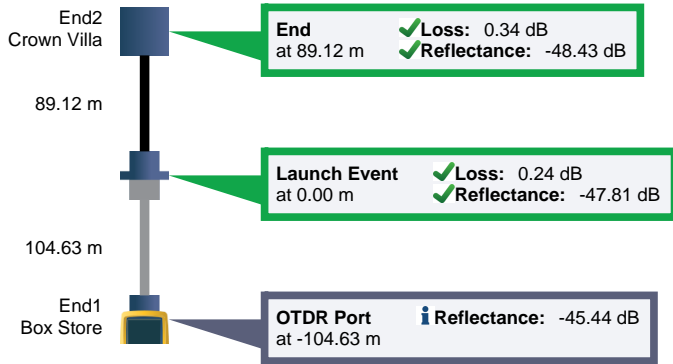 End2
Crown Villa
End
at 89.12 m
Loss: 0.34 dB
Reflectance: -48.43 dB
89.12 m
Launch Event
at 0.00 m
Loss: 0.24 dB
Reflectance: -47.81 dB
104.63 m
End1
Box Store
OTDR Port
at -104.63 m
i Reflectance: -45.44 dB